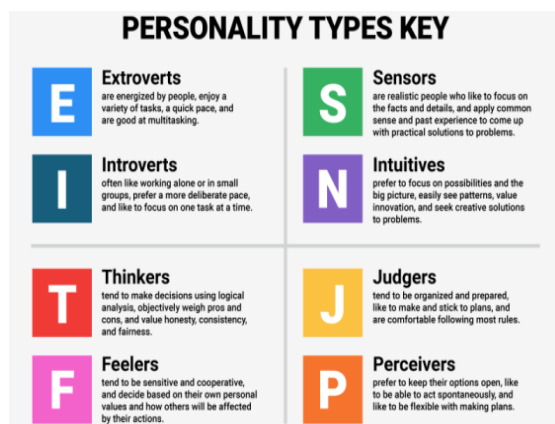 PERSONALITY TYPES KEY
E
Extroverts
are energized by people, enjoy a
variety of tasks, a quick pace, and
are good at multitasking.
I
Introverts
often like working alone or in small
groups, prefer a more deliberate pace,
and like to focus on one task at a time.
S
Sensors
are realistic people who like to focus on
the facts and details, and apply common
sense and past experience to come up
with practical solutions to problems.
N
Intuitives
prefer to focus on possibilities and the
big picture, easily see patterns, value
innovation, and seek creative solutions
to problems.
T
Thinkers
tend to make decisions using logical
analysis, objectively weigh pros and
cons, and value honesty, consistency,
and fairness.
F
Feelers
tend to be sensitive and cooperative,
and decide based on their own personal
values and how others will be affected
by their actions.
J
Judgers
tend to be organized and prepared,
like to make and stick to plans, and
are comfortable following most rules.
P
Perceivers
prefer to keep their options open, like
to be able to act spontaneously, and
like to be flexible with making plans.